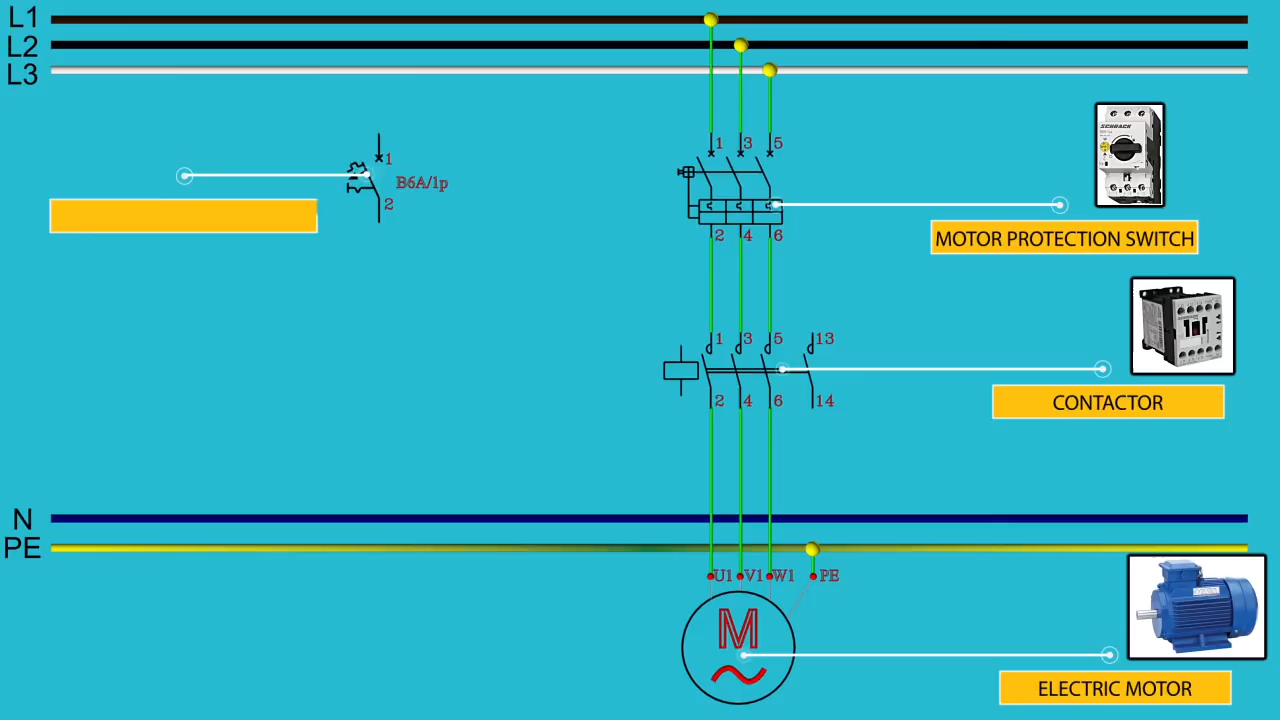 L1
L2
L3
SCHRACK
1 3 5
1
B6A/1p
2
2 4 6
MOTOR PROTECTION SWITCH
1 3 5 13
2 4 6 14
CONTACTOR
N
PE
U1 V1 W1 PE
M
ELECTRIC MOTOR